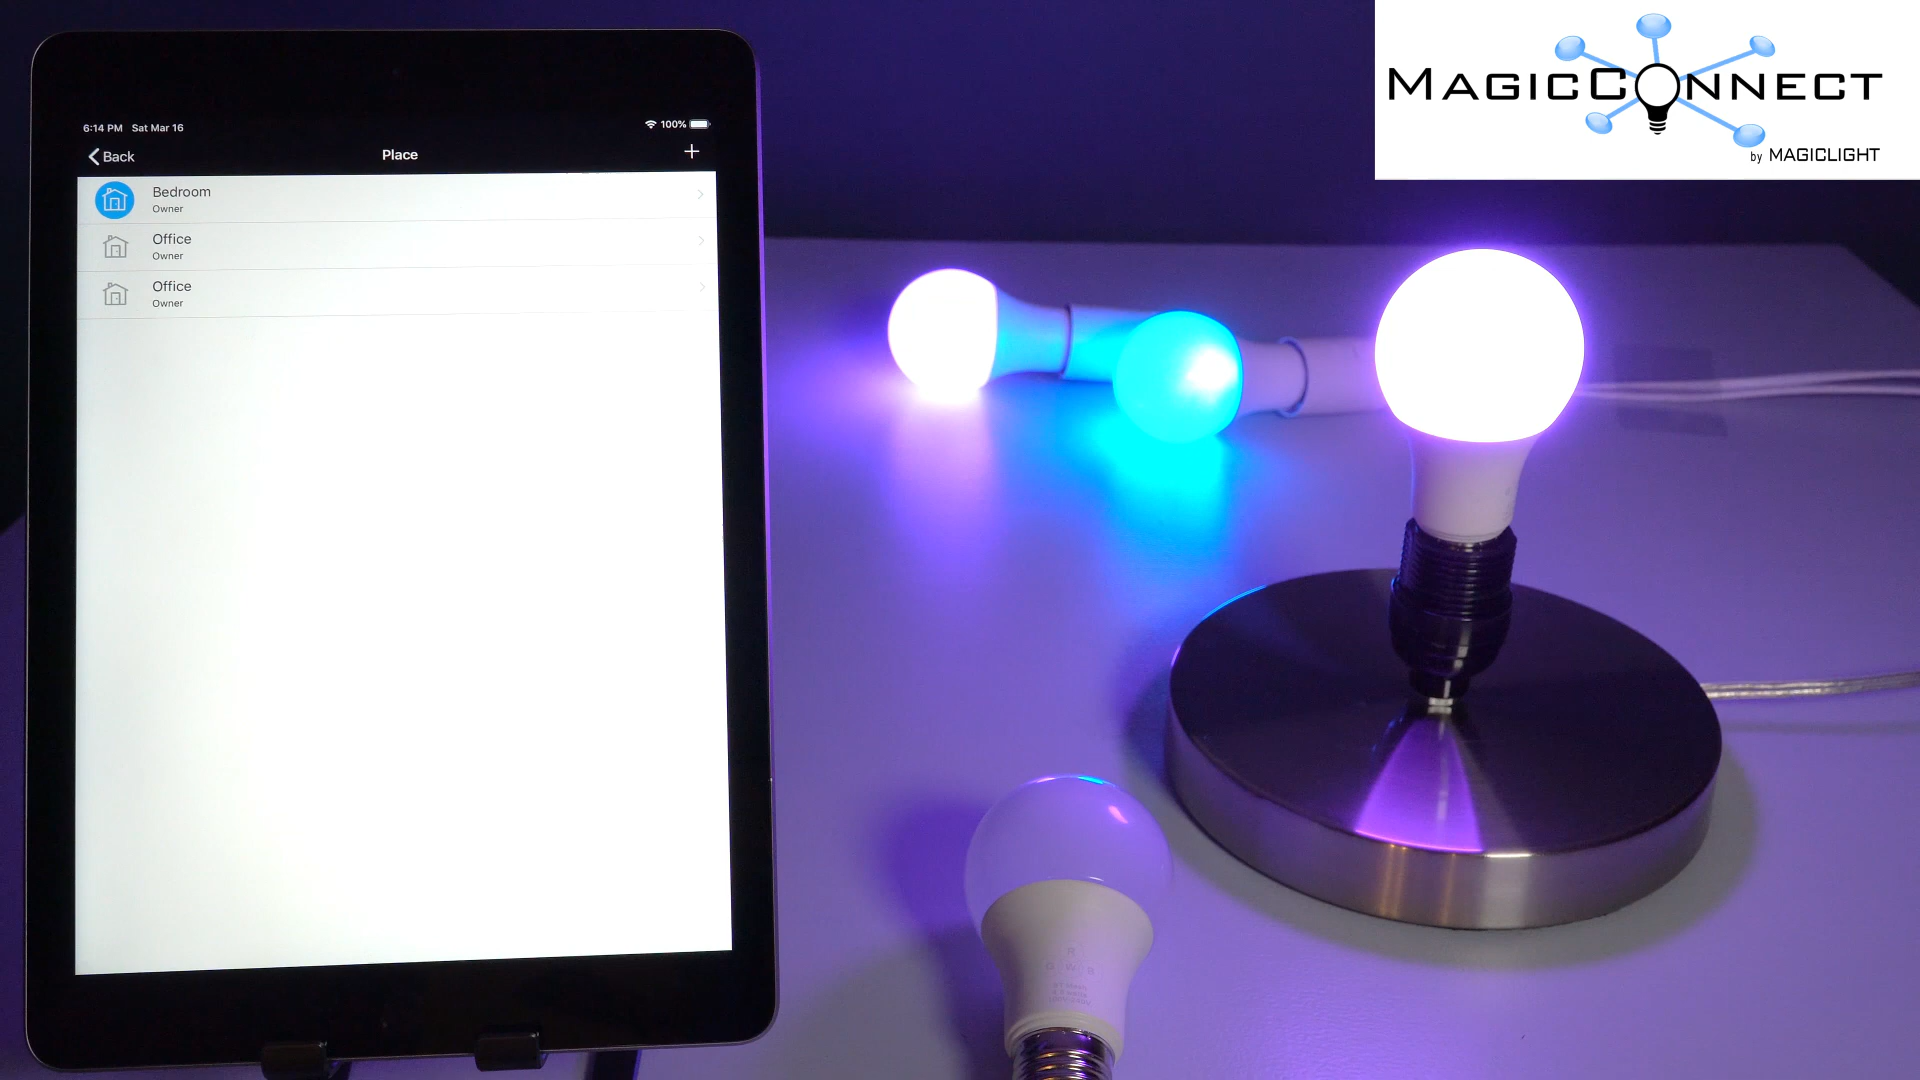 6:14 PM Sat Mar 16 100%
Back Place +
Bedroom
Owner
Office
Owner
Office
Owner
MAGICCONNECT
by MAGICLIGHT
R
G W B